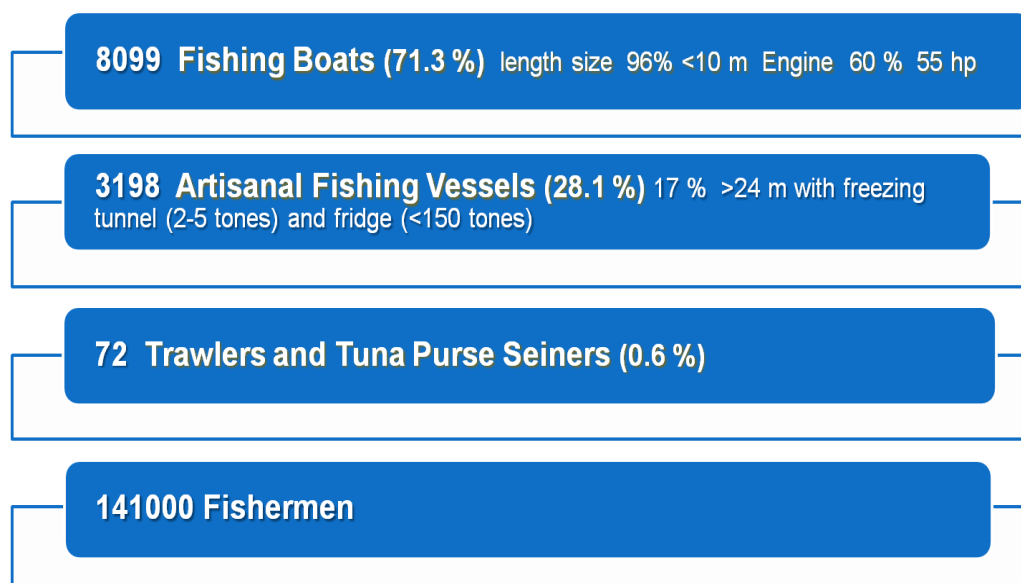 8099 Fishing Boats (71.3 %) length size 96% <10 m Engine 60 % 55 hp
3198 Artisanal Fishing Vessels (28.1 %) 17 % >24 m with freezing
tunnel (2-5 tones) and fridge (<150 tones)
72 Trawlers and Tuna Purse Seiners (0.6 %)
141000 Fishermen